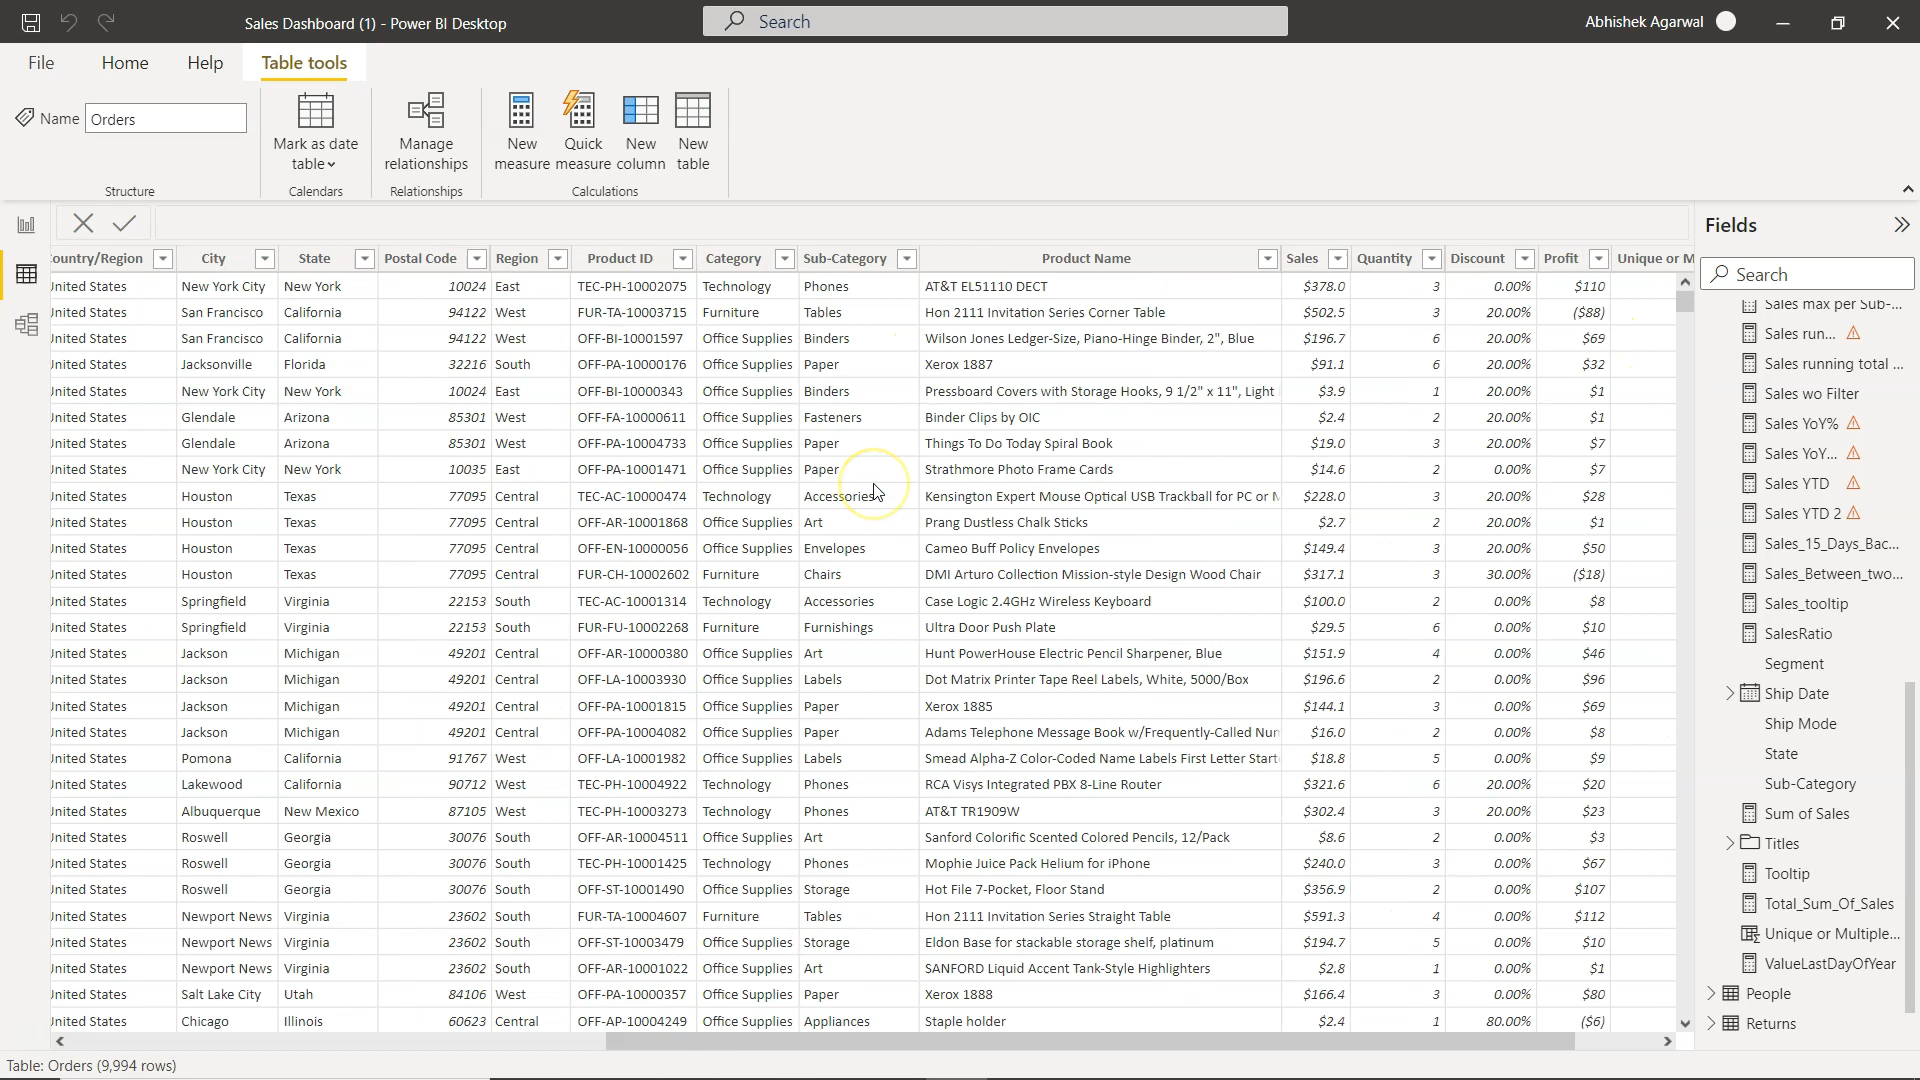 Sales Dashboard (1) - Power BI Desktop
Search
Abhishek Agarwal
File Home Help Table tools
Name Orders
Mark as date table
Manage relationships
New measure
Quick measure
New column
New table
Structure Calendars Relationships Calculations
ountry/Region City State Postal Code Region Product ID Category Sub-Category Product Name Sales Quantity Discount Profit Unique or M
United States New York City New York 10024 East TEC-PH-10002075 Technology Phones AT&T EL51110 DECT $378.0 3 0.00% $110
United States San Francisco California 94122 West FUR-TA-10003715 Furniture Tables Hon 2111 Invitation Series Corner Table $502.5 3 20.00% ($88)
United States San Francisco California 94122 West OFF-BI-10001597 Office Supplies Binders Wilson Jones Ledger-Size, Piano-Hinge Binder, 2", Blue $196.7 6 20.00% $69
United States Jacksonville Florida 32216 South OFF-PA-10000176 Office Supplies Paper Xerox 1887 $91.1 6 20.00% $32
United States New York City New York 10024 East OFF-BI-10000343 Office Supplies Binders Pressboard Covers with Storage Hooks, 9 1/2" x 11", Light $3.9 1 20.00% $1
United States Glendale Arizona 85301 West OFF-FA-10000611 Office Supplies Fasteners Binder Clips by OIC $2.4 2 20.00% $1
United States Glendale Arizona 85301 West OFF-PA-10004733 Office Supplies Paper Things To Do Today Spiral Book $19.0 3 20.00% $7
United States New York City New York 10035 East OFF-PA-10001471 Office Supplies Paper Strathmore Photo Frame Cards $14.6 2 0.00% $7
United States Houston Texas 77095 Central TEC-AC-10000474 Technology Accessories Kensington Expert Mouse Optical USB Trackball for PC or M $228.0 3 20.00% $28
United States Houston Texas 77095 Central OFF-AR-10001868 Office Supplies Art Prang Dustless Chalk Sticks $2.7 2 20.00% $1
United States Houston Texas 77095 Central OFF-EN-10000056 Office Supplies Envelopes Cameo Buff Policy Envelopes $149.4 3 20.00% $50
United States Houston Texas 77095 Central FUR-CH-10002602 Furniture Chairs DMI Arturo Collection Mission-style Design Wood Chair $317.1 3 30.00% ($18)
United States Springfield Virginia 22153 South TEC-AC-10001314 Technology Accessories Case Logic 2.4GHz Wireless Keyboard $100.0 2 0.00% $8
United States Springfield Virginia 22153 South FUR-FU-10002268 Furniture Furnishings Ultra Door Push Plate $29.5 6 0.00% $10
United States Jackson Michigan 49201 Central OFF-AR-10000380 Office Supplies Art Hunt PowerHouse Electric Pencil Sharpener, Blue $151.9 4 0.00% $46
United States Jackson Michigan 49201 Central OFF-LA-10003930 Office Supplies Labels Dot Matrix Printer Tape Reel Labels, White, 5000/Box $196.6 2 0.00% $96
United States Jackson Michigan 49201 Central OFF-PA-10001815 Office Supplies Paper Xerox 1885 $144.1 3 0.00% $69
United States Jackson Michigan 49201 Central OFF-PA-10004082 Office Supplies Paper Adams Telephone Message Book w/Frequently-Called Nur $16.0 2 0.00% $8
United States Pomona California 91767 West OFF-LA-10001982 Office Supplies Labels Smead Alpha-Z Color-Coded Name Labels First Letter Start $18.8 5 0.00% $9
United States Lakewood California 90712 West TEC-PH-10004922 Technology Phones RCA Visys Integrated PBX 8-Line Router $321.6 6 20.00% $20
United States Albuquerque New Mexico 87105 West TEC-PH-10003273 Technology Phones AT&T TR1909W $302.4 3 20.00% $23
United States Roswell Georgia 30076 South OFF-AR-10004511 Office Supplies Art Sanford Colorific Scented Colored Pencils, 12/Pack $8.6 2 0.00% $3
United States Roswell Georgia 30076 South TEC-PH-10001425 Technology Phones Mophie Juice Pack Helium for iPhone $240.0 3 0.00% $67
United States Roswell Georgia 30076 South OFF-ST-10001490 Office Supplies Storage Hot File 7-Pocket, Floor Stand $356.9 2 0.00% $107
United States Newport News Virginia 23602 South FUR-TA-10004607 Furniture Tables Hon 2111 Invitation Series Straight Table $591.3 4 0.00% $112
United States Newport News Virginia 23602 South OFF-ST-10003479 Office Supplies Storage Eldon Base for stackable storage shelf, platinum $194.7 5 0.00% $10
United States Newport News Virginia 23602 South OFF-AR-10001022 Office Supplies Art SANFORD Liquid Accent Tank-Style Highlighters $2.8 1 0.00% $1
United States Salt Lake City Utah 84106 West OFF-PA-10000357 Office Supplies Paper Xerox 1888 $166.4 3 0.00% $80
United States Chicago Illinois 60623 Central OFF-AP-10004249 Office Supplies Appliances Staple holder $2.4 1 80.00% ($6)
Fields
Search
Sales max per Sub-...
Sales run...
Sales running total ...
Sales wo Filter
Sales YoY%
Sales YoY...
Sales YTD
Sales YTD 2
Sales_15_Days_Bac...
Sales_Between_two...
Sales_tooltip
SalesRatio
Segment
Ship Date
Ship Mode
State
Sub-Category
Sum of Sales
Titles
Tooltip
Total_Sum_Of_Sales
Unique or Multiple...
ValueLastDayOfYear
People
Returns
Table: Orders (9,994 rows)